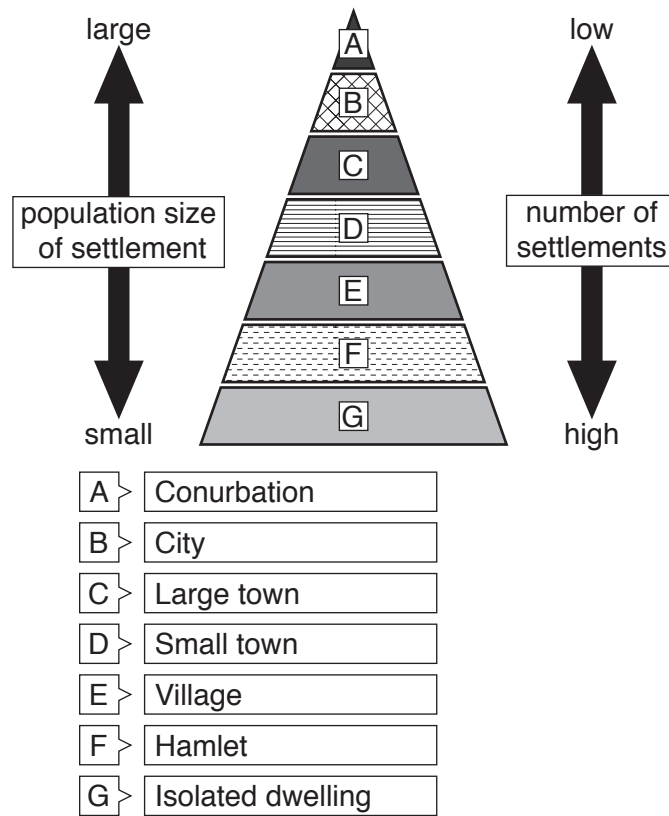 large
low
A
B
C
population size
of settlement
number of
settlements
D
E
F
small
G
high
A Conurbation
B City
C Large town
D Small town
E Village
F Hamlet
G Isolated dwelling